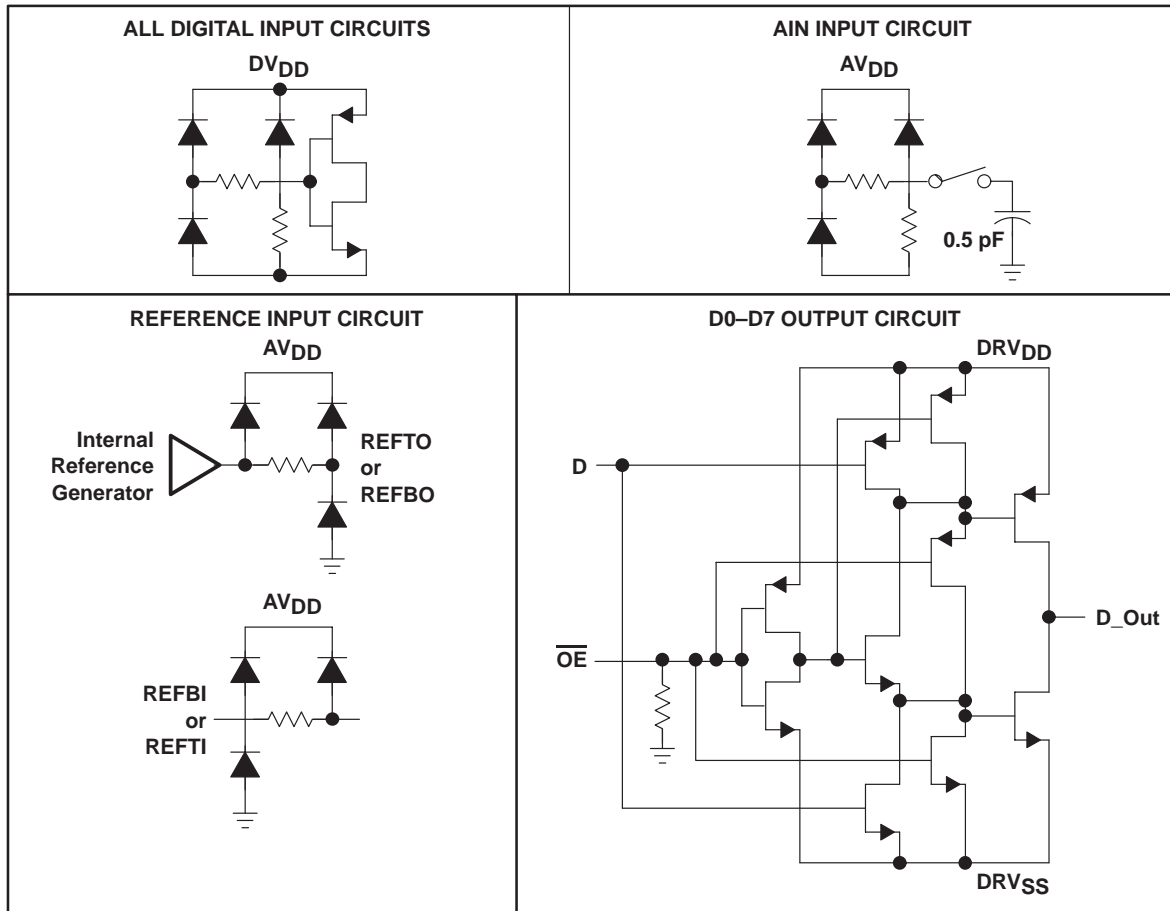 ALL DIGITAL INPUT CIRCUITS
DVDD
AIN INPUT CIRCUIT
AVDD
0.5 pF
REFERENCE INPUT CIRCUIT
AVDD
Internal
Reference
Generator
REFTO
or
REFBO
AVDD
REFBI
or
REFTI
D0–D7 OUTPUT CIRCUIT
DRVDD
D
D_Out
O̅E̅
DRVSS